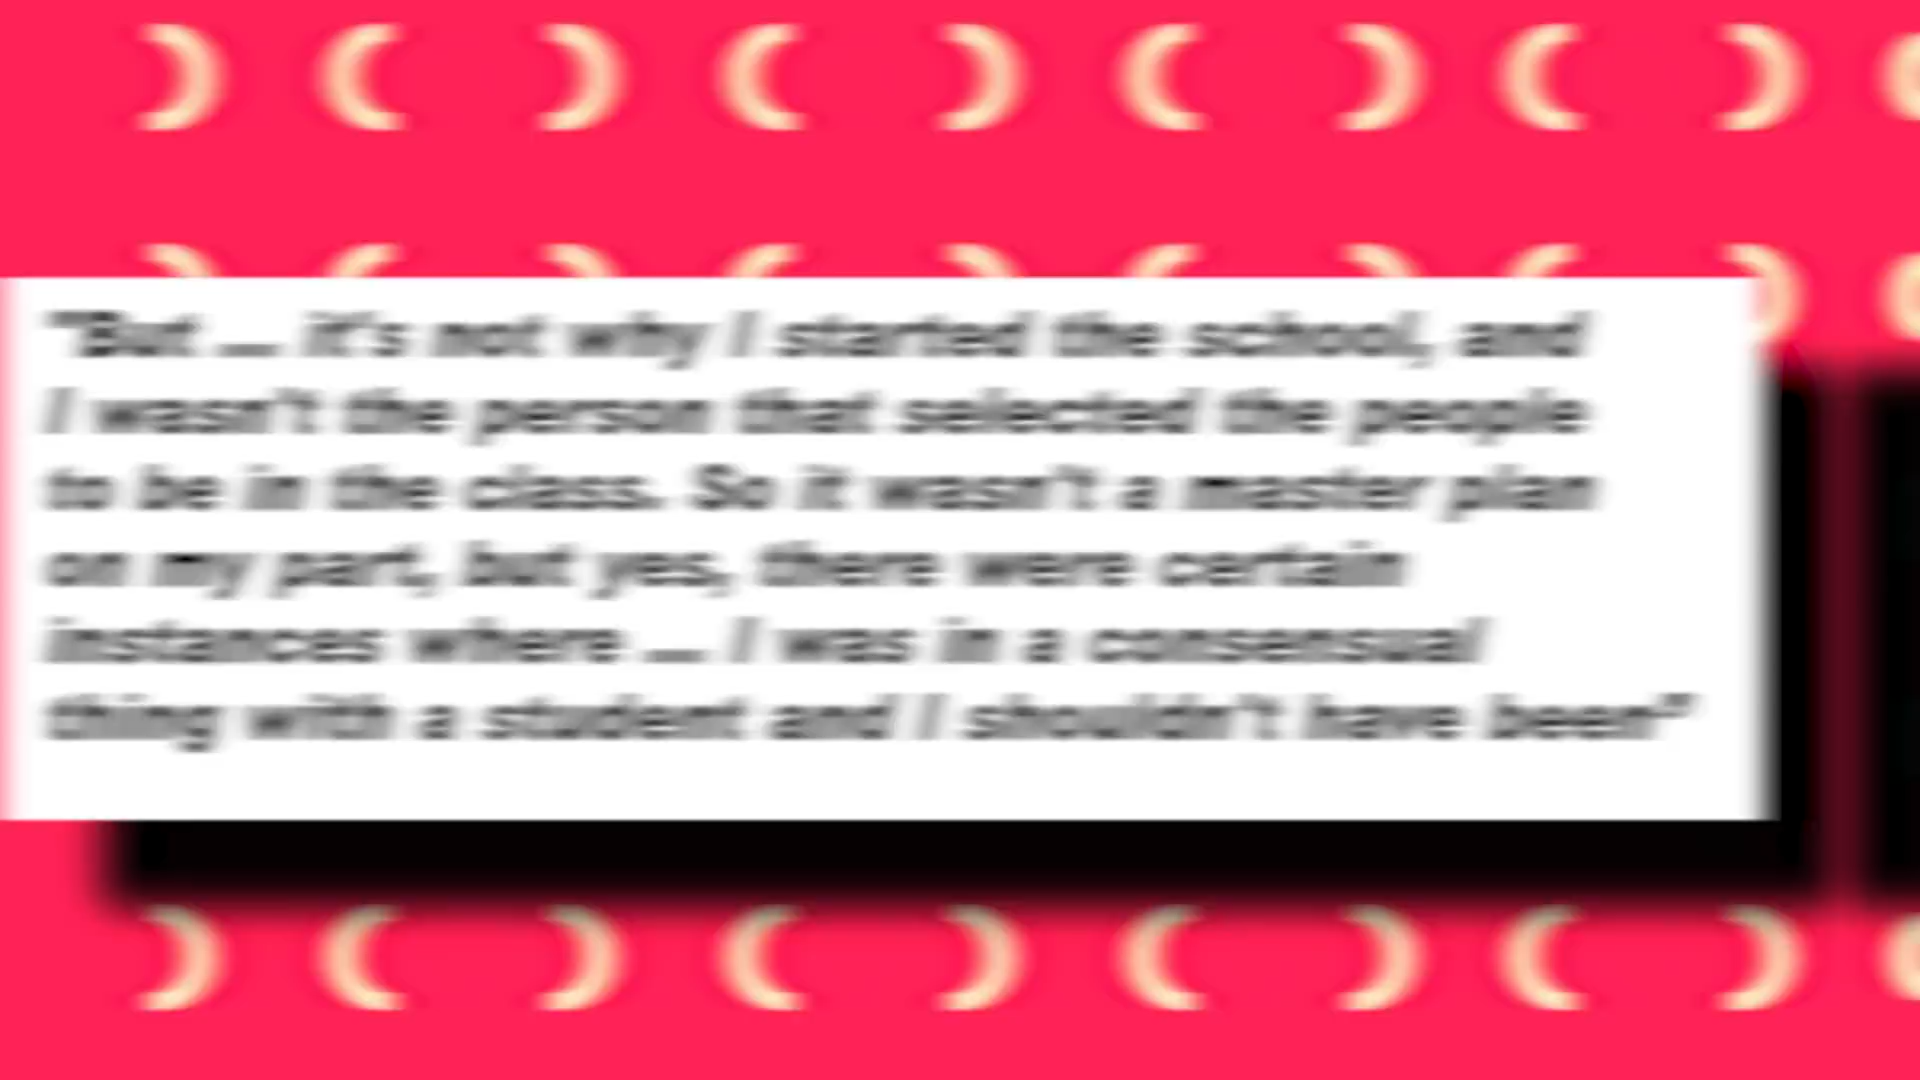 "But ... it's not why I started the school, and
I wasn't the person that selected the people
to be in the class. So it wasn't a master plan
on my part, but yes, there were certain
instances where ... I was in a consensual
thing with a student and I shouldn't have been"